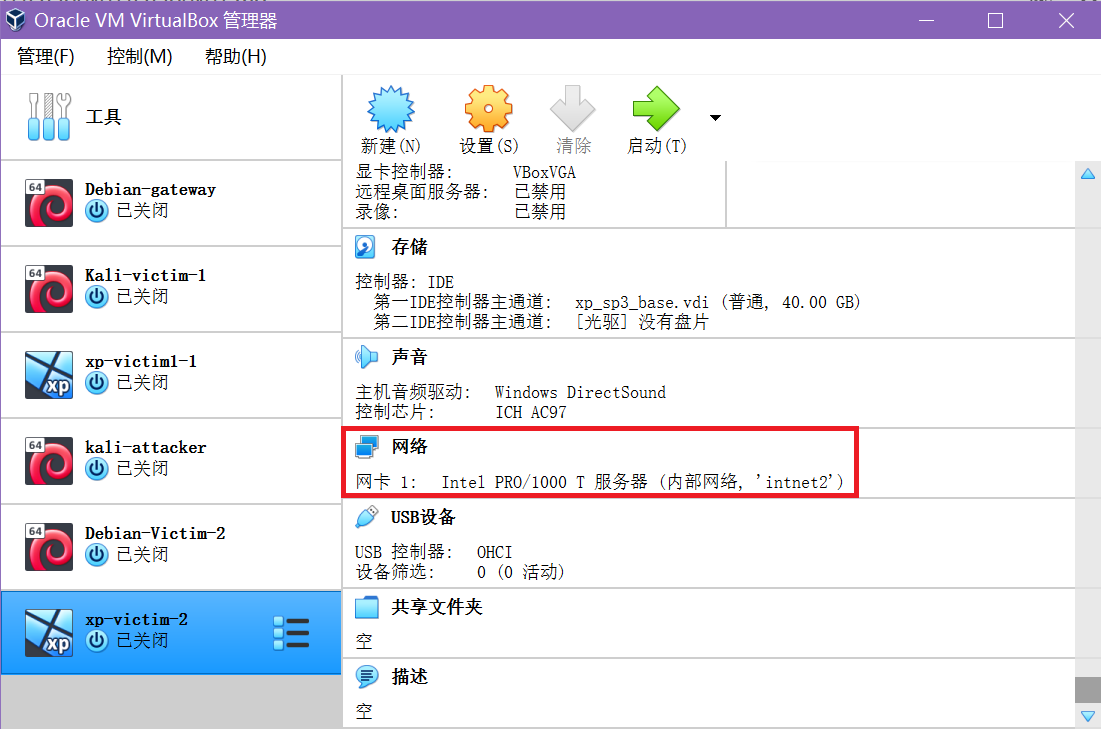 Oracle VM VirtualBox 管理器
管理(F) 控制(M) 帮助(H)
工具
64
Debian-gateway
已关闭
64
Kali-victim-1
已关闭
xp-victim1-1
xp
已关闭
64
kali-attacker
已关闭
64
Debian-Victim-2
已关闭
xp-victim-2
xp
已关闭
新建(N) 设置(S) 清除 启动(T)
显卡控制器: VBoxVGA
远程桌面服务器: 已禁用
录像: 已禁用
存储
控制器: IDE
第一IDE控制器主通道: xp_sp3_base.vdi (普通, 40.00 GB)
第二IDE控制器主通道: [光驱] 没有盘片
声音
主机音频驱动: Windows DirectSound
控制芯片: ICH AC97
网络
网卡 1: Intel PRO/1000 T 服务器 (内部网络, 'intnet2')
USB设备
USB 控制器: OHCI
设备筛选: 0 (0 活动)
共享文件夹
空
描述
空